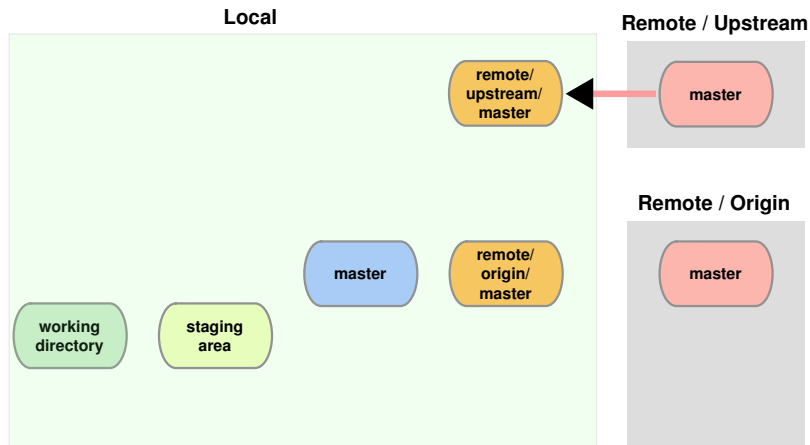 Local
Remote / Upstream
remote/
upstream/
master
master
Remote / Origin
master
remote/
origin/
master
master
working
directory
staging
area